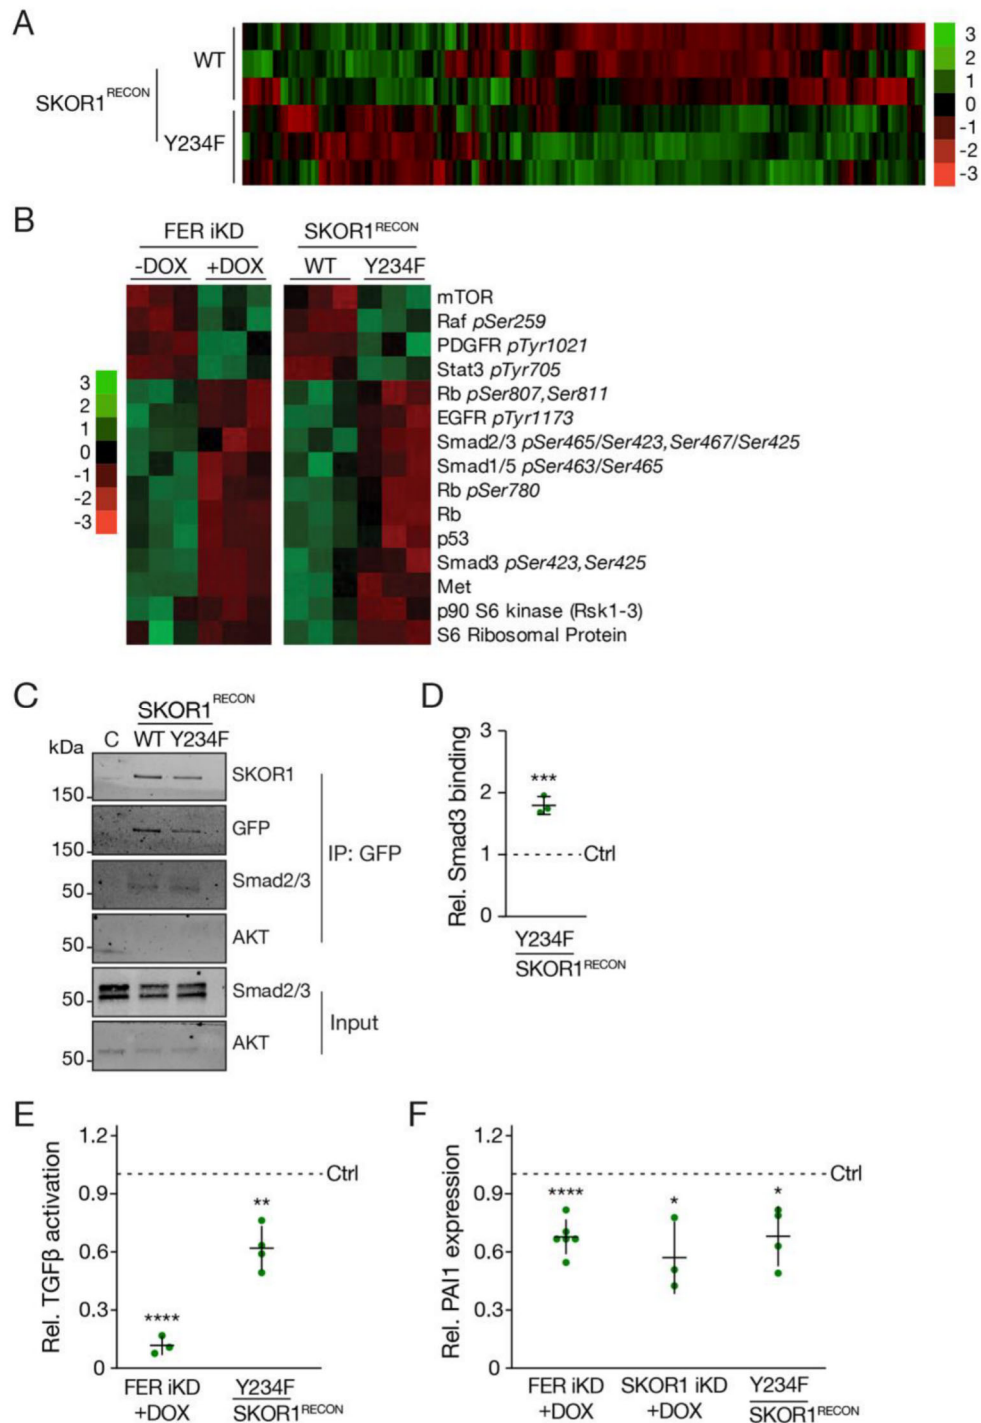 A
WT
SKOR1RECON
Y234F
3
2
1
0
-1
-2
-3
B
FER iKD SKOR1RECON
-DOX +DOX WT Y234F
mTOR
Raf pSer259
PDGFR pTyr1021
Stat3 pTyr705
Rb pSer807,Ser811
EGFR pTyr1173
Smad2/3 pSer465/Ser423,Ser467/Ser425
Smad1/5 pSer463/Ser465
Rb pSer780
Rb
p53
Smad3 pSer423,Ser425
Met
p90 S6 kinase (Rsk1-3)
S6 Ribosomal Protein
3
2
1
0
-1
-2
-3
C
SKOR1RECON
kDa C WT Y234F
150 SKOR1
150 GFP
50 Smad2/3
50 AKT
IP: GFP
50 Smad2/3
50 AKT
Input
D
Rel. Smad3 binding
3
2
1
0
***
Ctrl
Y234F
SKOR1RECON
E
Rel. TGFβ activation
1.2
0.9
0.6
0.3
0
Ctrl
****
**
FER iKD
+DOX
Y234F
SKOR1RECON
F
Rel. PAI1 expression
1.2
0.9
0.6
0.3
0
Ctrl
****
*
*
FER iKD
+DOX
SKOR1 iKD
+DOX
Y234F
SKOR1RECON